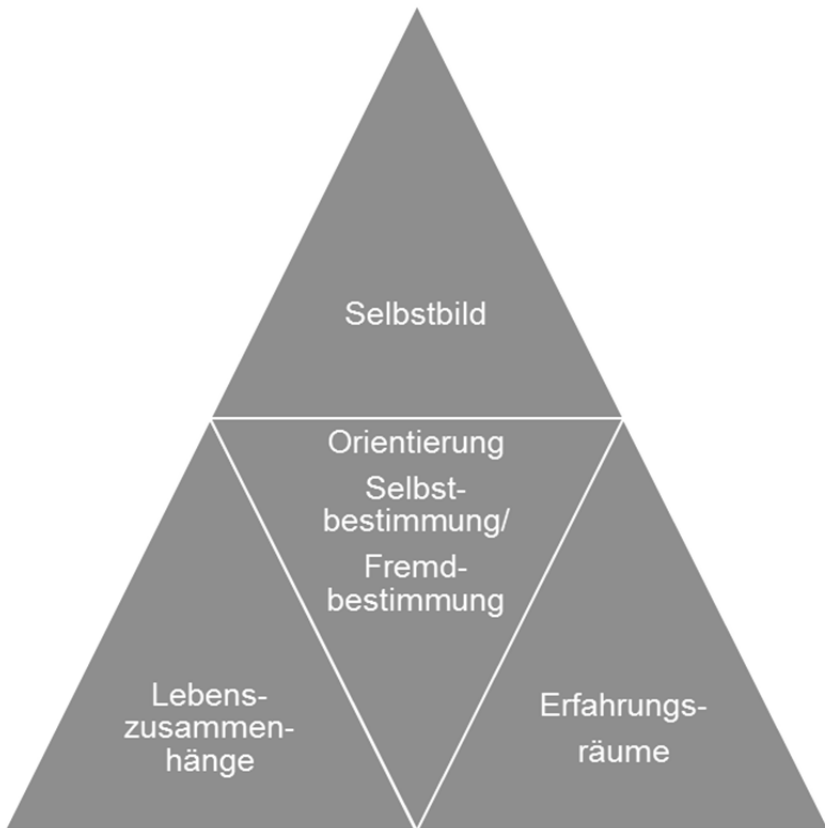 Selbstbild
Orientierung
Selbst-
bestimmung/
Fremd-
bestimmung
Lebens-
zusammen-
hänge
Erfahrungs-
räume